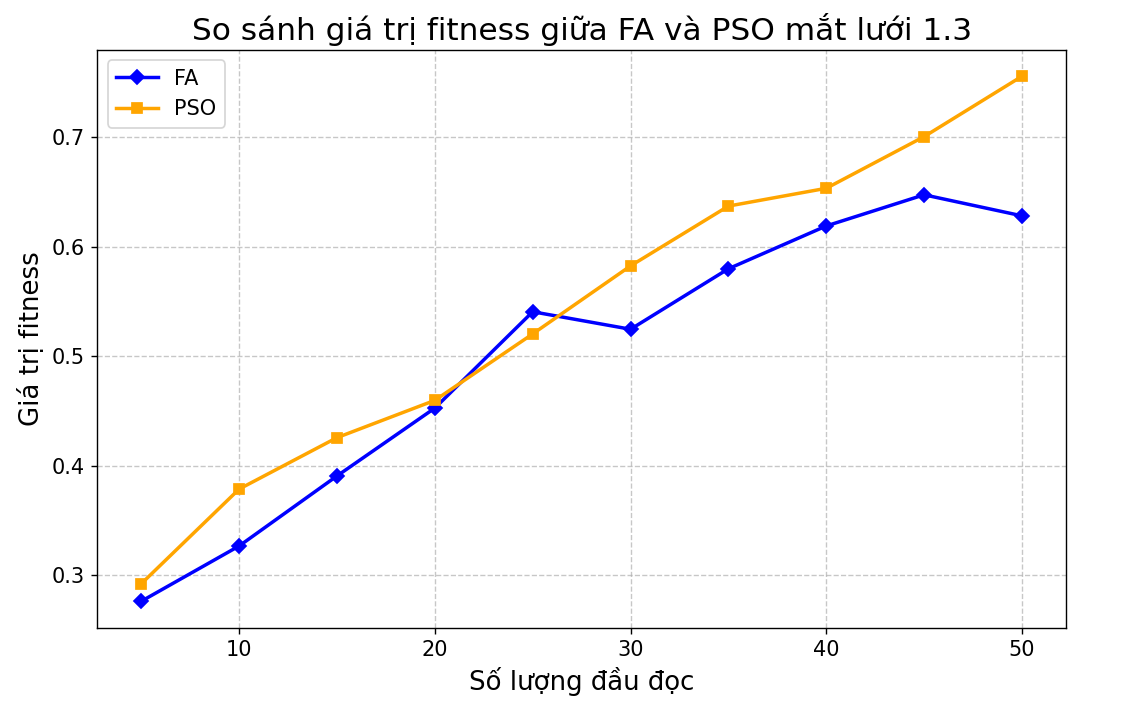 So sánh giá trị fitness giữa FA và PSO mắt lưới 1.3
FA
PSO
Giá trị fitness
0.7
0.6
0.5
0.4
0.3
10 20 30 40 50
Số lượng đầu đọc